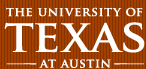 THE UNIVERSITY OF
TEXAS
AT AUSTIN